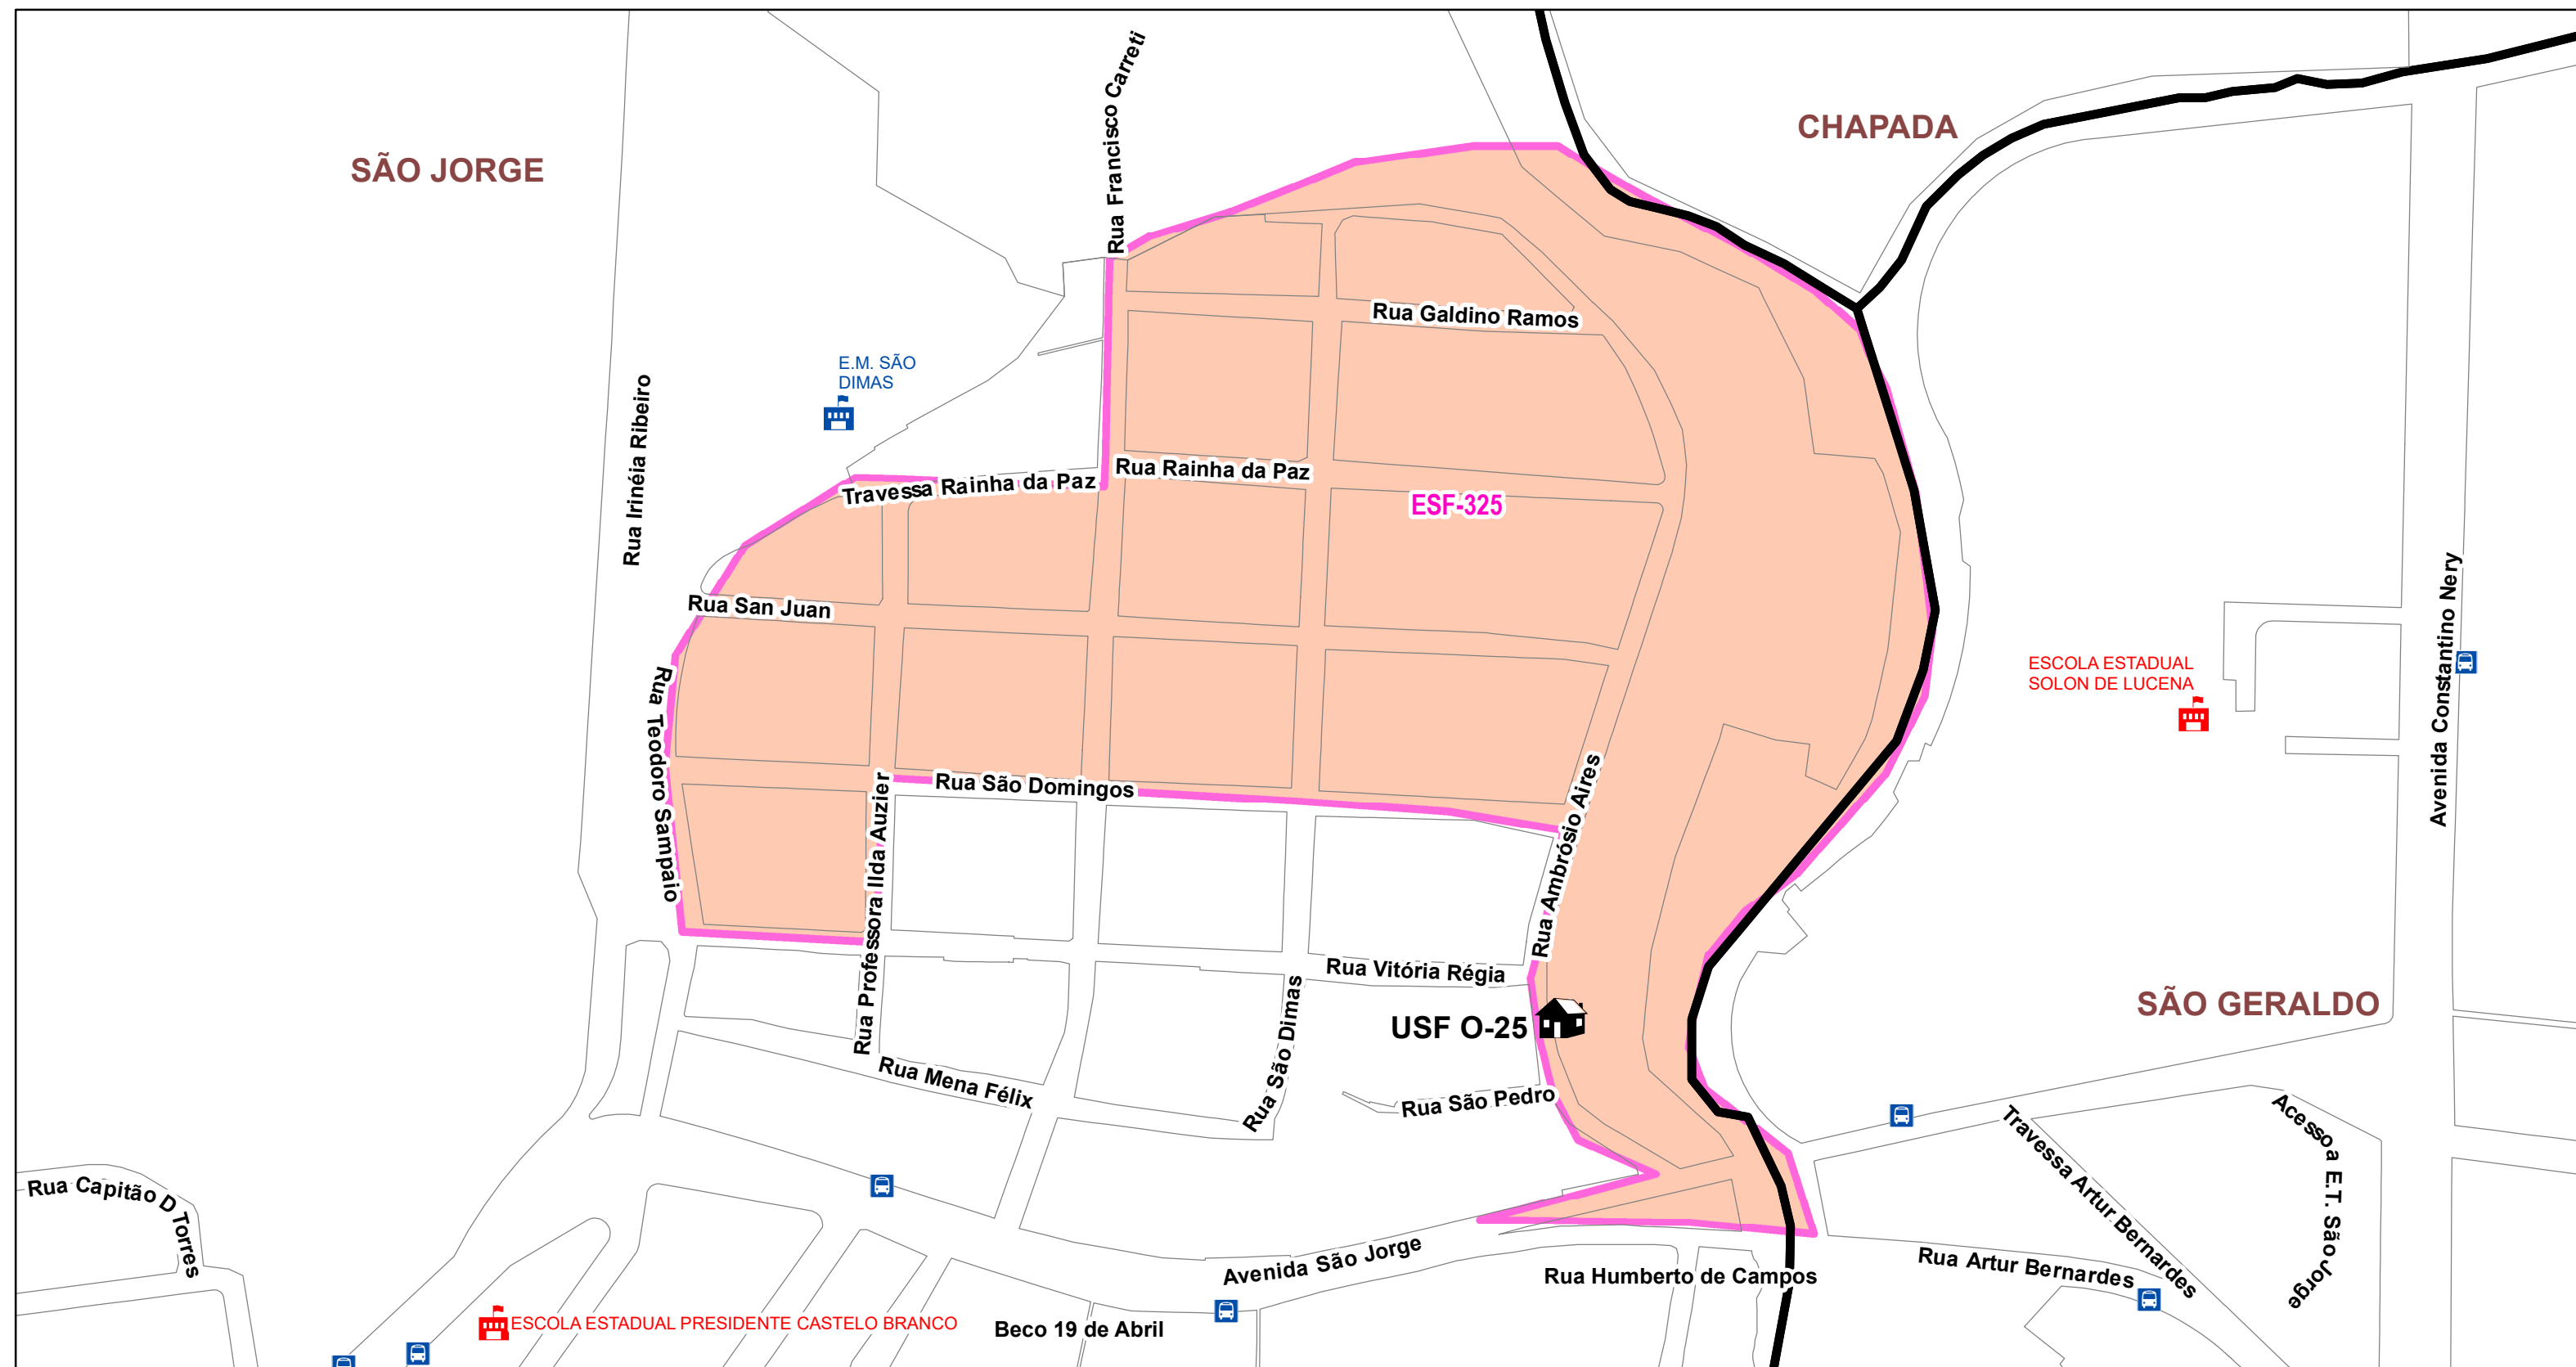 Rua Francisco Carreti
CHAPADA
SÃO JORGE
Rua Galdino Ramos
E.M. SÃO
DIMAS
Rua Irinéia Ribeiro
Rua Rainha da Paz
Travessa Rainha da Paz
ESF-325
Rua San Juan
Avenida Constantino Nery
ESCOLA ESTADUAL
SOLON DE LUCENA
Rua Teodoro Sampaio
Rua São Domingos
Rua Professora Ilda Auzier
Rua Ambrósio Aires
Rua Vitória Régia
SÃO GERALDO
USF O-25
Rua São Dimas
Rua Mena Félix
Rua São Pedro
Travessa Artur Bernardes
Acesso a E.T. São Jorge
Rua Capitão D Torres
Avenida São Jorge
Rua Humberto de Campos
Rua Artur Bernardes
ESCOLA ESTADUAL PRESIDENTE CASTELO BRANCO
Beco 19 de Abril